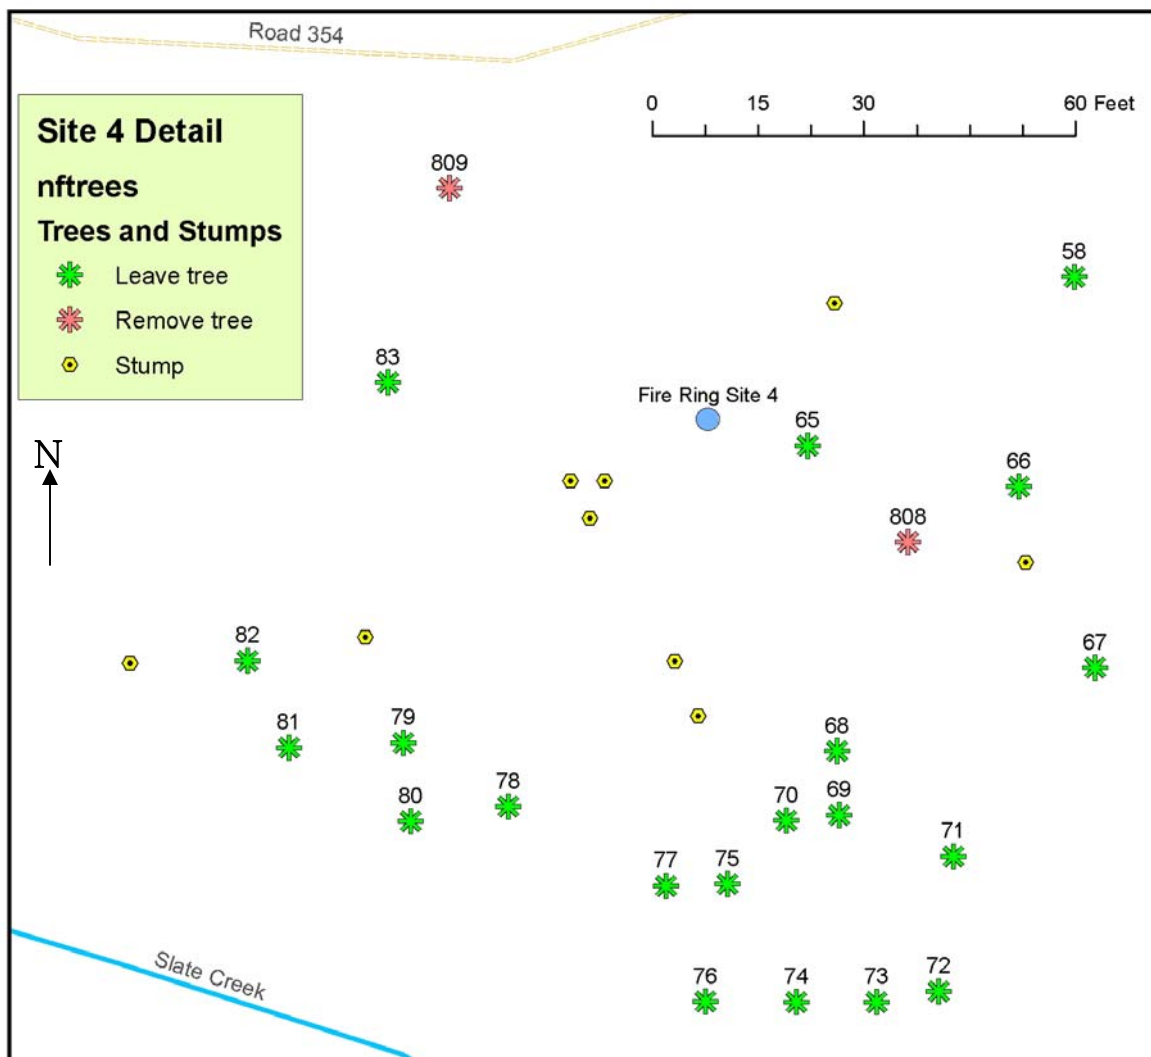 Road 354
0 15 30 60 Feet
Site 4 Detail
nftrees
Trees and Stumps
Leave tree
Remove tree
Stump
809
58
83
Fire Ring Site 4
65
N
66
808
82
67
81
79
68
80
78
70
69
71
77
75
Slate Creek
76
74
73
72